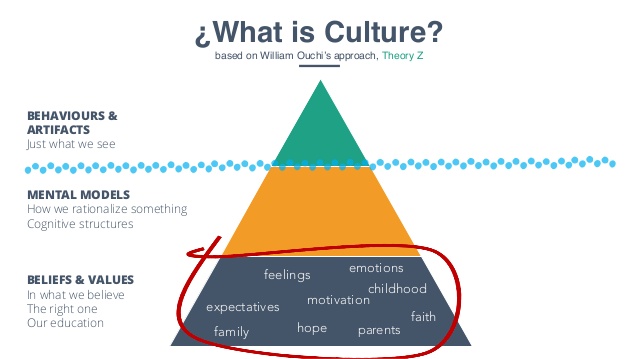 ¿What is Culture?
based on William Ouchi's approach, Theory Z
BEHAVIOURS &
ARTIFACTS
Just what we see
MENTAL MODELS
How we rationalize something
Cognitive structures
BELIEFS & VALUES
In what we believe
The right one
Our education
feelings
emotions
childhood
motivation
expectatives
faith
family
hope
parents